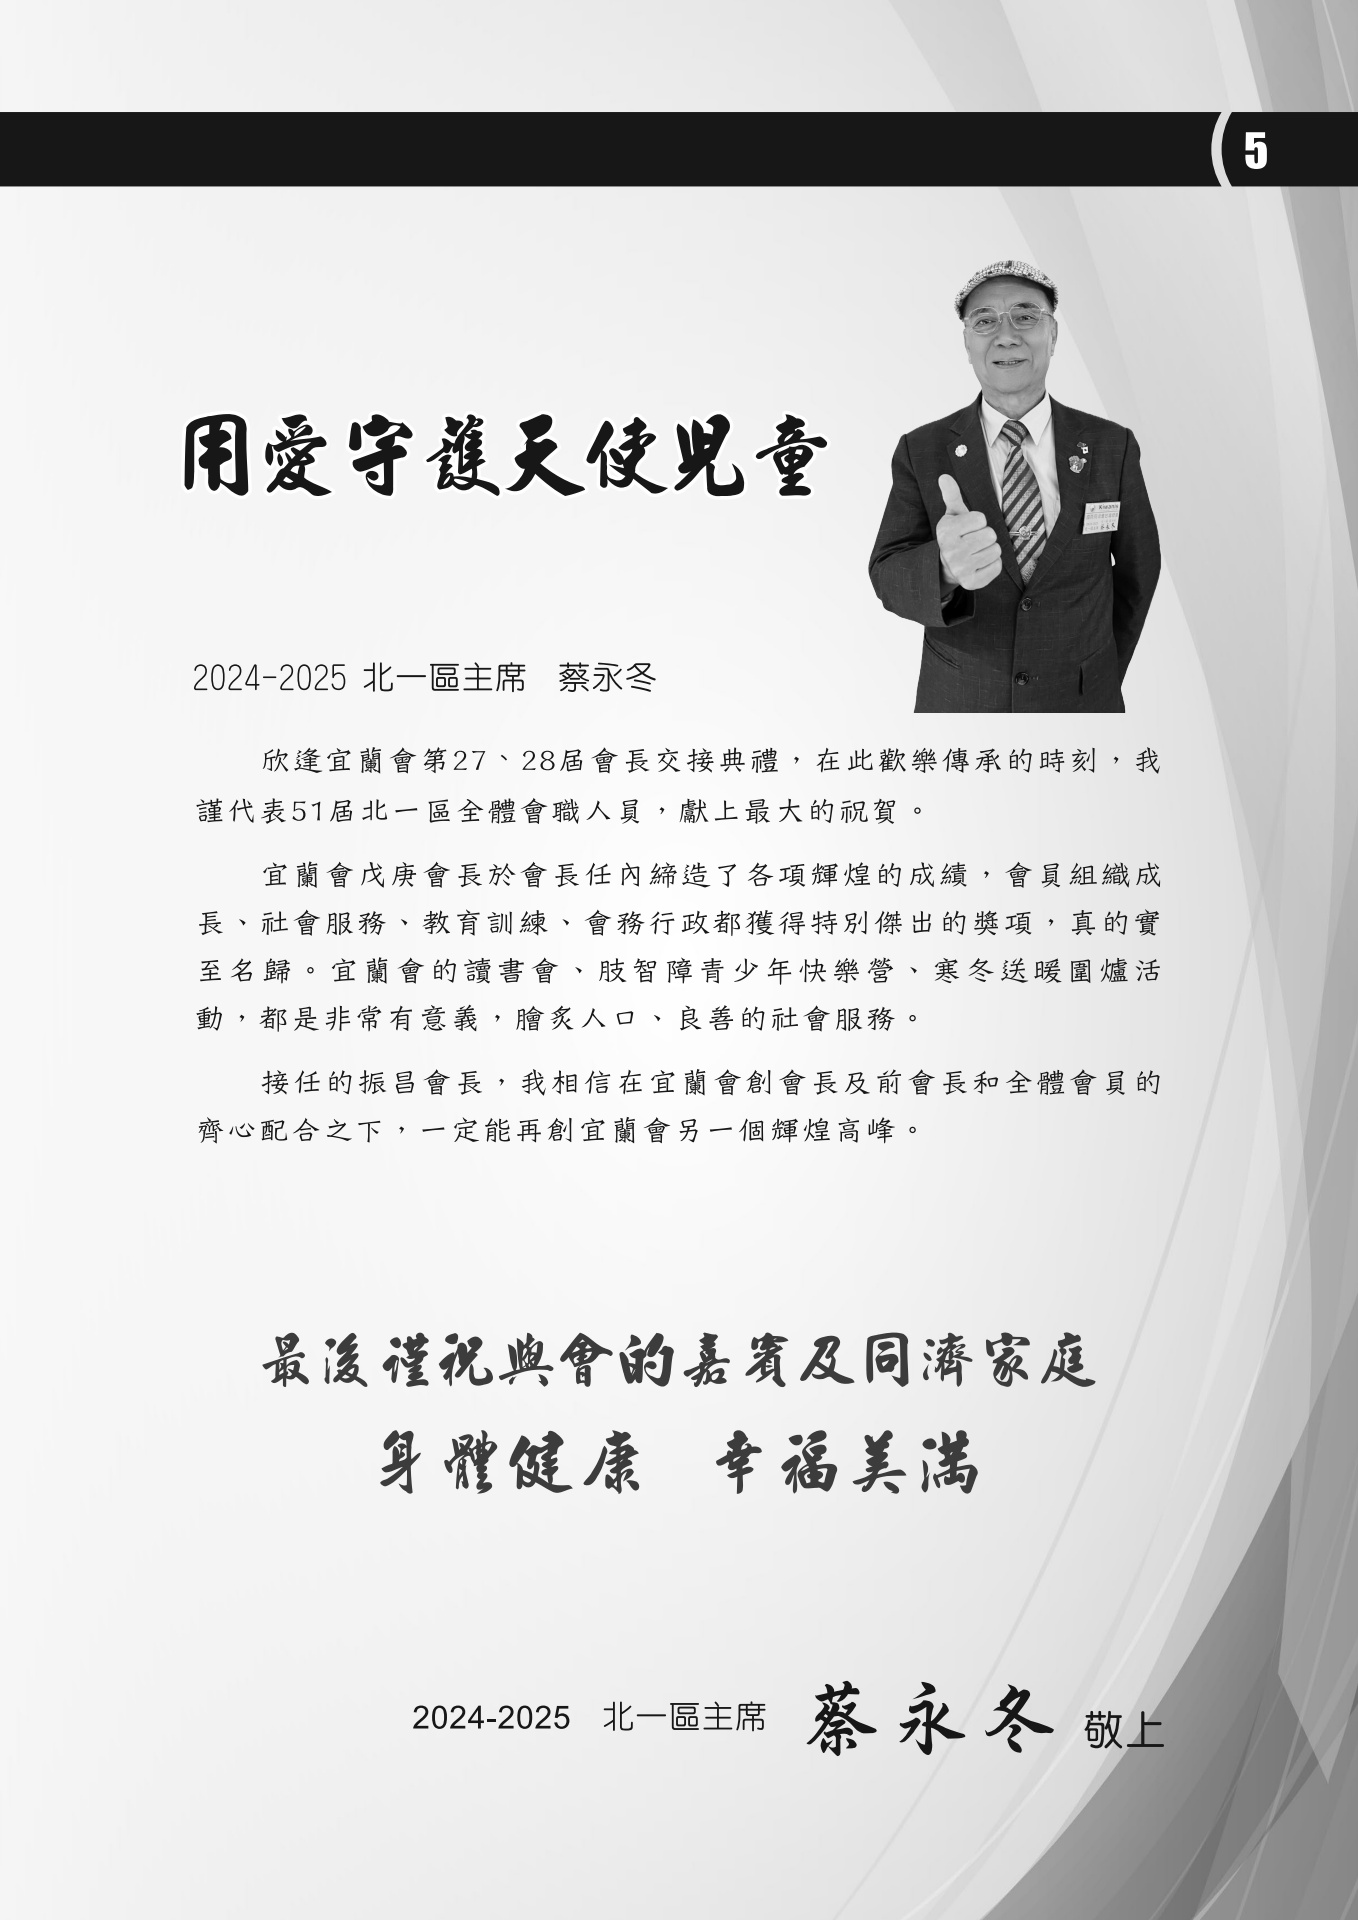 5
用愛守護天使兒童
Kiwanis
2024-2025 北一區主席　蔡永冬
欣逢宜蘭會第27、28屆會長交接典禮，在此歡樂傳承的時刻，我
謹代表51屆北一區全體會職人員，獻上最大的祝賀。
宜蘭會戊庚會長於會長任內締造了各項輝煌的成績，會員組織成
長、社會服務、教育訓練、會務行政都獲得特別傑出的獎項，真的實
至名歸。宜蘭會的讀書會、肢智障青少年快樂營、寒冬送暖圍爐活
動，都是非常有意義，膾炙人口、良善的社會服務。
接任的振昌會長，我相信在宜蘭會創會長及前會長和全體會員的
齊心配合之下，一定能再創宜蘭會另一個輝煌高峰。
最後謹祝與會的嘉賓及同濟家庭
身體健康　幸福美滿
2024-2025　北一區主席　蔡永冬　敬上